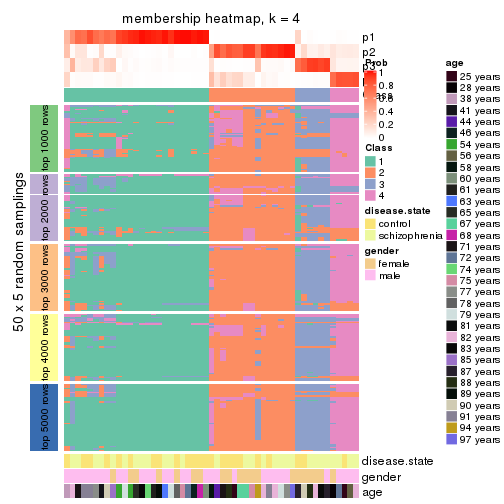 membership heatmap, k = 4
p1
p2
p3
50 x 5 random samplings
top 1000 rows
top 2000 rows
top 3000 rows
top 4000 rows
top 5000 rows
disease.state
gender
age
Prob
1
0.8
0.6
0.4
0.2
0
Class
1
2
3
4
disease.state
control
schizophrenia
gender
female
male
age
25 years
28 years
38 years
41 years
44 years
46 years
54 years
56 years
58 years
60 years
61 years
63 years
65 years
67 years
68 years
71 years
72 years
74 years
75 years
77 years
78 years
79 years
81 years
82 years
83 years
85 years
87 years
88 years
89 years
90 years
91 years
94 years
97 years